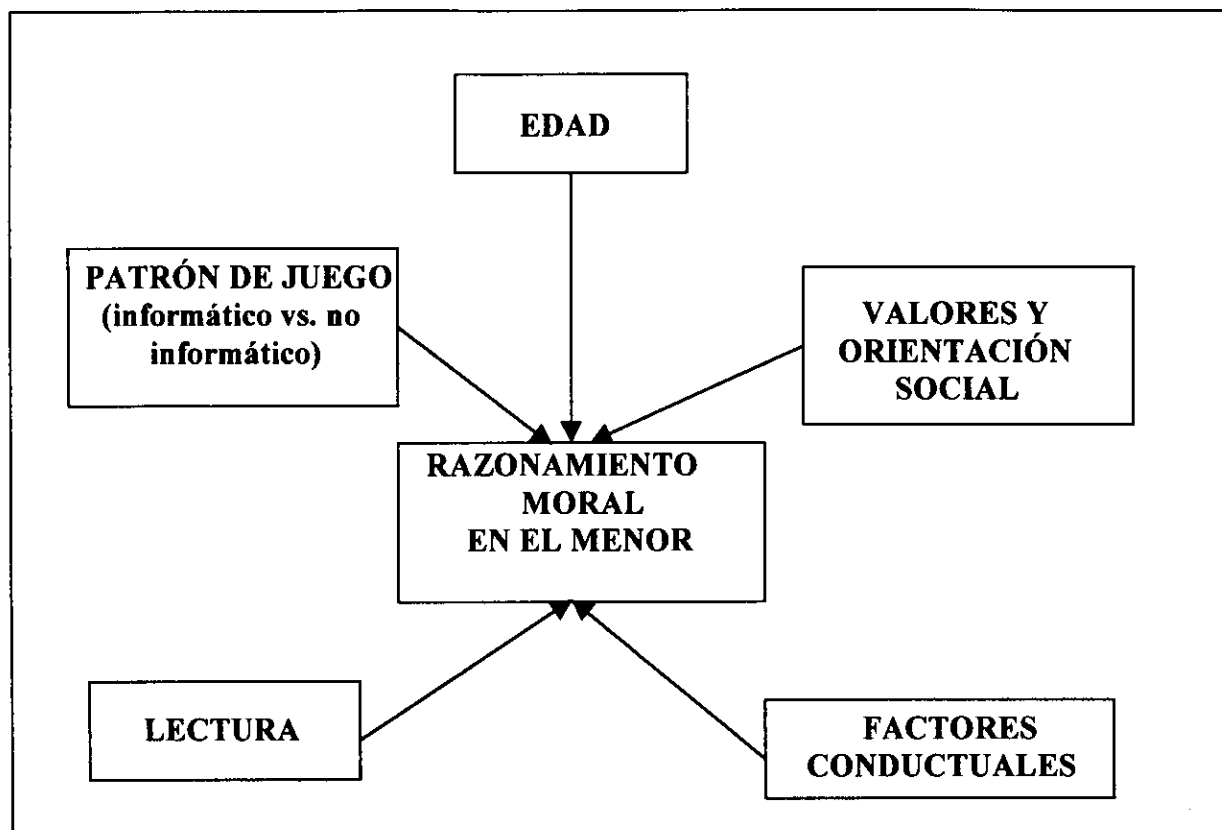 EDAD
PATRÓN DE JUEGO
(informático vs. no
informático)
VALORES Y
ORIENTACIÓN
SOCIAL
RAZONAMIENTO
MORAL
EN EL MENOR
LECTURA
FACTORES
CONDUCTUALES